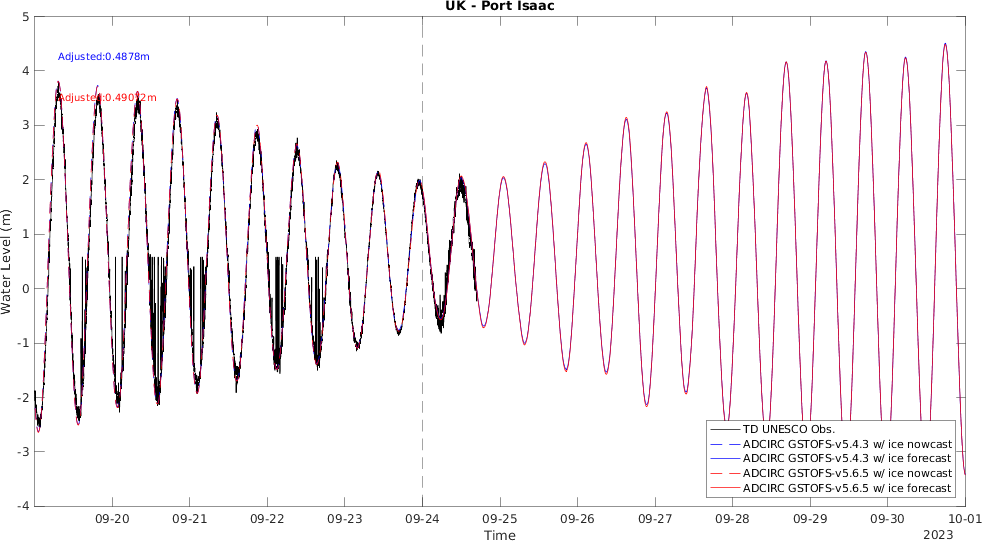 UK - Port Isaac
5
4
3
2
1
0
-1
-2
-3
-4
Water Level (m)
Adjusted:0.4878m
Adjusted:0.49072m
TD UNESCO Obs.
ADCIRC GSTOFS-v5.4.3 w/ ice nowcast
ADCIRC GSTOFS-v5.4.3 w/ ice forecast
ADCIRC GSTOFS-v5.6.5 w/ ice nowcast
ADCIRC GSTOFS-v5.6.5 w/ ice forecast
09-20 09-21 09-22 09-23 09-24 09-25 09-26 09-27 09-28 09-29 09-30 10-01
Time
2023